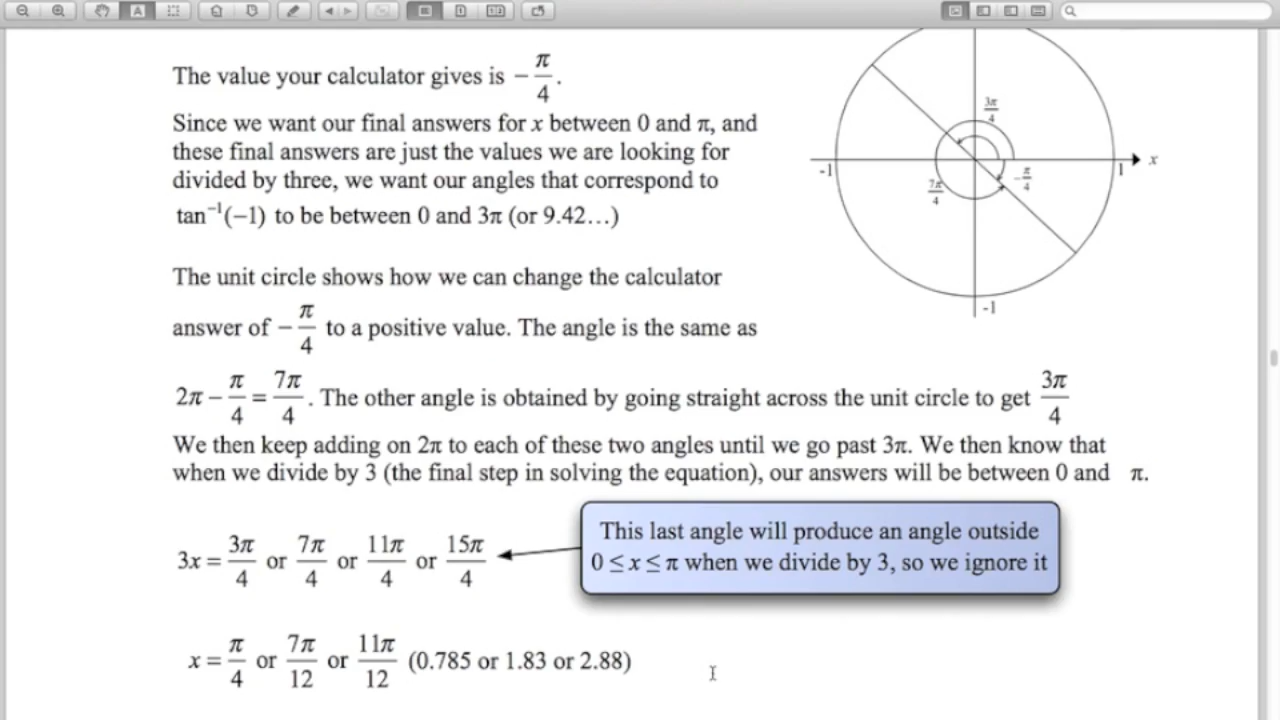 The value your calculator gives is −π/4.
Since we want our final answers for x between 0 and π, and
these final answers are just the values we are looking for
divided by three, we want our angles that correspond to
tan⁻¹(−1) to be between 0 and 3π (or 9.42…)
The unit circle shows how we can change the calculator
answer of −π/4 to a positive value. The angle is the same as
2π − π/4 = 7π/4. The other angle is obtained by going straight across the unit circle to get 3π/4
We then keep adding on 2π to each of these two angles until we go past 3π. We then know that
when we divide by 3 (the final step in solving the equation), our answers will be between 0 and π.
3x = 3π/4 or 7π/4 or 11π/4 or 15π/4
This last angle will produce an angle outside
0 ≤ x ≤ π when we divide by 3, so we ignore it
x = π/4 or 7π/12 or 11π/12 (0.785 or 1.83 or 2.88)
3π/4
-1
1
x
7π/4
−π/4
-1